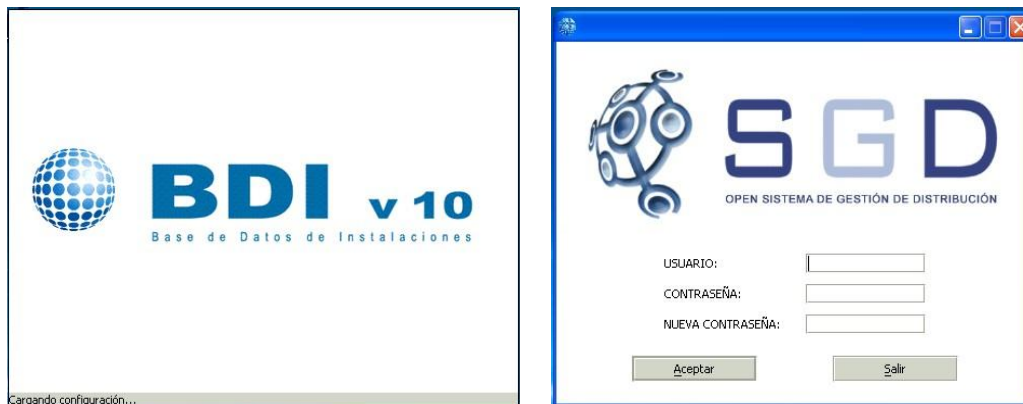 BDI v 10
Base de Datos de Instalaciones
Cargando configuración...
SGD
OPEN SISTEMA DE GESTIÓN DE DISTRIBUCIÓN
USUARIO:
CONTRASEÑA:
NUEVA CONTRASEÑA:
Aceptar Salir